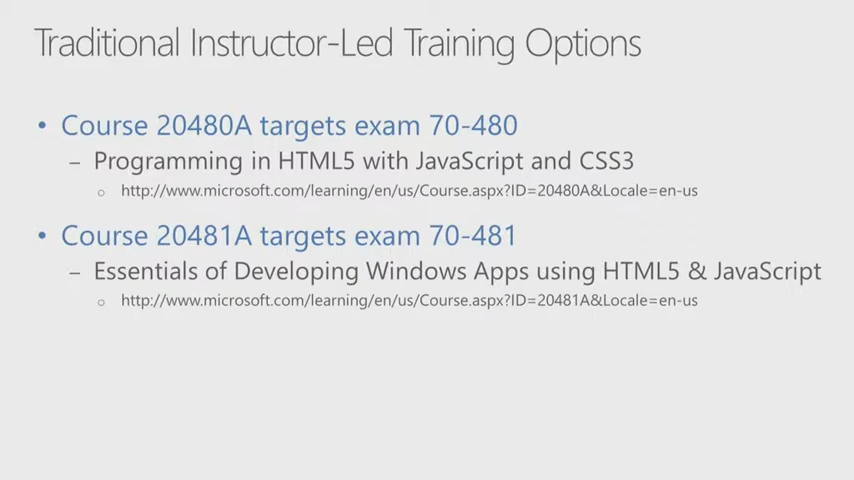 Traditional Instructor-Led Training Options
• Course 20480A targets exam 70-480
– Programming in HTML5 with JavaScript and CSS3
○ http://www.microsoft.com/learning/en/us/Course.aspx?ID=20480A&Locale=en-us
• Course 20481A targets exam 70-481
– Essentials of Developing Windows Apps using HTML5 & JavaScript
○ http://www.microsoft.com/learning/en/us/Course.aspx?ID=20481A&Locale=en-us